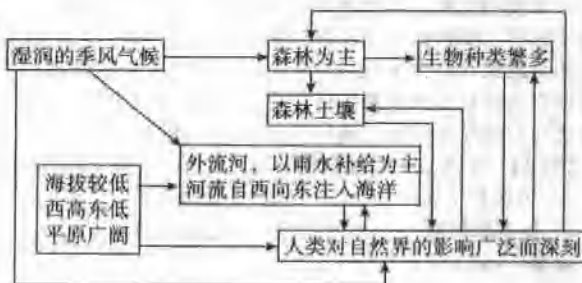 湿润的季风气候
森林为主
生物种类繁多
森林土壤
外流河，以雨水补给为主
河流自西向东注入海洋
海拔较低
西高东低
平原广阔
人类对自然界的影响广泛而深刻